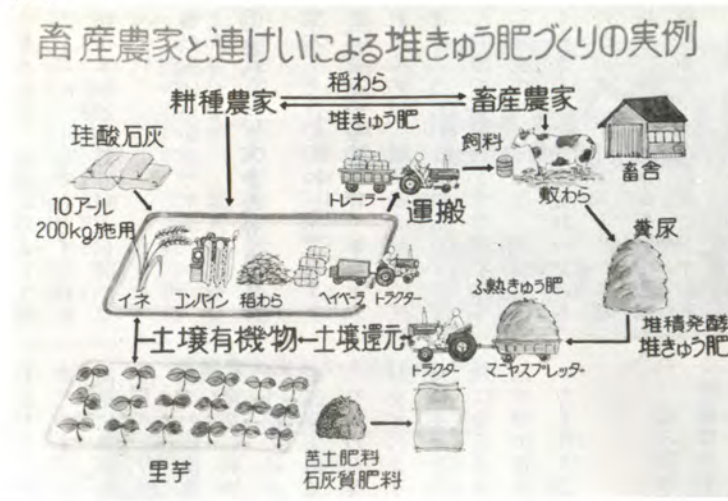 畜産農家と連けいによる堆きゅう肥づくりの実例
稲わら
耕種農家
畜産農家
堆きゅう肥
珪酸石灰
飼料
畜舎
トレーラー
敷わら
運搬
10アール
200kg施用
糞尿
イネ
コンバイン
稲わら
ヘイベーラ
トラクター
ふ熟きゅう肥
堆積発酵
堆きゅう肥
土壌有機物
土壌還元
トラクター
マニヤスプレッター
里芋
苦土肥料
石灰質肥料